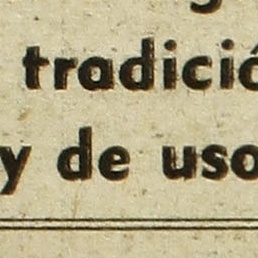 tradició
y de uso